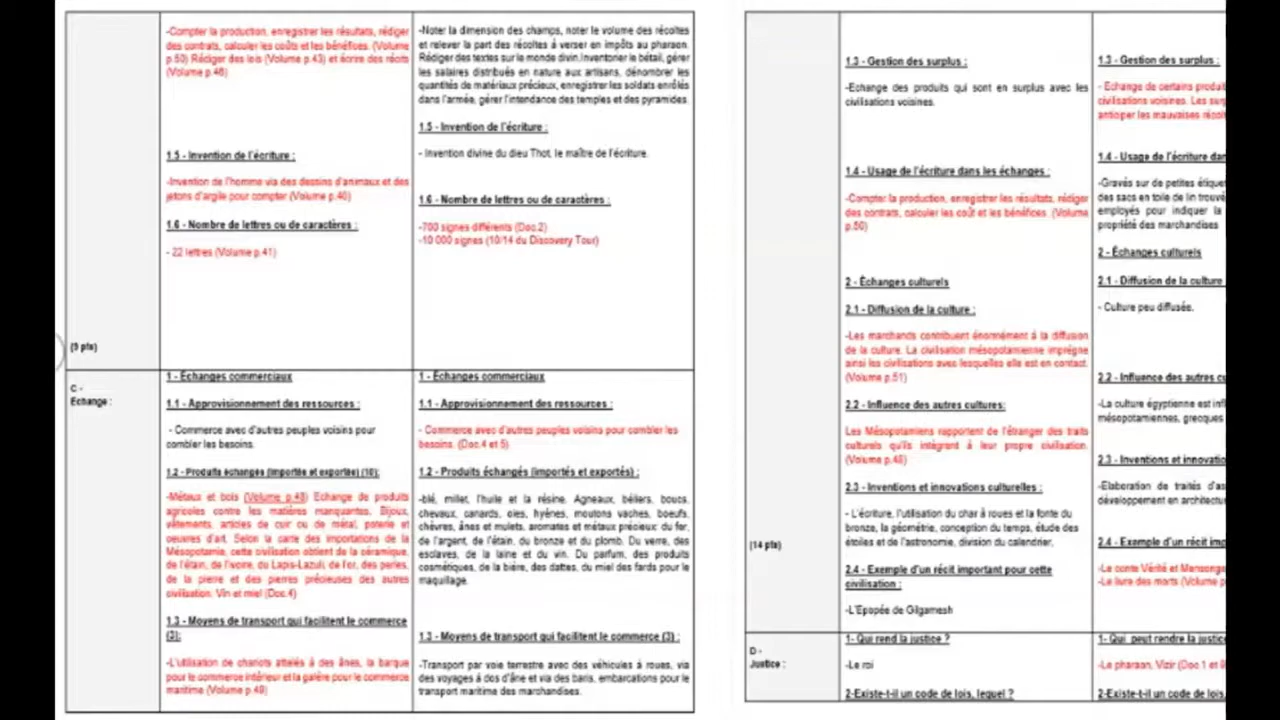 -Compter la production, enregistrer les résultats, rédiger
des contrats, calculer les coûts et les bénéfices. (Volume
p.50) Rédiger des lois (Volume p.43) et écrire des récits
(Volume p.46)
1.5 - Invention de l'écriture :
-Invention de l'homme via des dessins d'animaux et des
jetons d'argile pour compter (Volume p.40)
1.6 - Nombre de lettres ou de caractères :
- 22 lettres (Volume p.41)
(9 pts)
-Noter la dimension des champs, noter le volume des récoltes
et relever la part des récoltes à verser en impôts au pharaon.
Rédiger des textes sur le monde divin.Inventorier le bétail, gérer
les salaires distribués en nature aux artisans, dénombrer les
quantités de matériaux précieux, enregistrer les soldats enrôlés
dans l'armée, gérer l'intendance des temples et des pyramides.
1.5 - Invention de l'écriture :
- Invention divine du dieu Thot, le maître de l'écriture.
1.6 - Nombre de lettres ou de caractères :
-700 signes différents (Doc.2)
-10 000 signes (10/14 du Discovery Tour)
C -
Echange :
1 - Echanges commerciaux
1.1 - Approvisionnement des ressources :
- Commerce avec d'autres peuples voisins pour
combler les besoins.
1.2 - Produits échangés (importés et exportés) (10):
-Métaux et bois (Volume p.48) Echange de produits
agricoles contre les matières manquantes. Bijoux,
vêtements, articles de cuir ou de métal, poterie et
oeuvres d'art. Selon la carte des importations de la
Mésopotamie, cette civilisation obtient de la céramique,
de l'étain, de l'ivoire, du Lapis-Lazuli, de l'or, des perles,
de la pierre et des pierres précieuses des autres
civilisation. Vin et miel (Doc.4)
1.3 - Moyens de transport qui facilitent le commerce
(3):
-L'utilisation de chariots attelés à des ânes, la barque
pour le commerce intérieur et la galère pour le commerce
maritime (Volume p.49)
1 - Echanges commerciaux
1.1 - Approvisionnement des ressources :
- Commerce avec d'autres peuples voisins pour combler les
besoins. (Doc.4 et 5)
1.2 - Produits échangés (importés et exportés) :
-blé, millet, l'huile et la résine. Agneaux, béliers, boucs,
chevaux, canards, oies, hyènes, moutons vaches, boeufs,
chèvres, ânes et mulets, aromates et métaux précieux: du fer,
de l'argent, de l'étain, du bronze et du plomb. Du verre, des
esclaves, de la laine et du vin. Du parfum, des produits
cosmétiques, de la bière, des dattes, du miel des fards pour le
maquillage.
1.3 - Moyens de transport qui facilitent le commerce (3) :
-Transport par voie terrestre avec des véhicules à roues, via
des voyages à dos d'âne et via des baris, embarcations pour le
transport maritime des marchandises.
1.3 - Gestion des surplus :
-Echange des produits qui sont en surplus avec les
civilisations voisines.
1.4 - Usage de l'écriture dans les échanges :
-Compter la production, enregistrer les résultats, rédiger
des contrats, calculer les coût et les bénéfices. (Volume
p.50)
2 - Échanges culturels
2.1 - Diffusion de la culture :
-Les marchands contribuent énormément à la diffusion
de la culture. La civilisation mésopotamienne imprègne
ainsi les civilisations avec lesquelles elle est en contact.
(Volume p.51)
2.2 - Influence des autres cultures:
Les Mésopotamiens rapportent de l'étranger des traits
culturels qu'ils intègrent à leur propre civilisation.
(Volume p.45)
2.3 - Inventions et innovations culturelles :
- L'écriture, l'utilisation du char à roues et la fonte du
bronze, la géométrie, conception du temps, étude des
étoiles et de l'astronomie, division du calendrier.
2.4 - Exemple d'un récit important pour cette
civilisation :
-L'Epopée de Gilgamesh
(14 pts)
1.3 - Gestion des surplus :
- Echange de certains produi
civilisations voisines. Les sur
anticiper les mauvaises récol
1.4 - Usage de l'écriture dan
-Gravés sur de petites étique
des sacs en toile de lin trouvé
employés pour indiquer la
propriété des marchandises
2 - Échanges culturels
2.1 - Diffusion de la culture
- Culture peu diffusée.
2.2 - Influence des autres cu
-La culture égyptienne est infl
mésopotamiennes, grecques
2.3 - Inventions et innovatio
-Elaboration de traités d'as
développement en architectu
2.4 - Exemple d'un récit imp
-Le conte Vérité et Mensonge
-Le livre des morts (Volume p
D -
Justice :
1- Qui rend la justice ?
-Le roi
2-Existe-t-il un code de lois, lequel ?
1- Qui peut rendre la justice
-Le pharaon, Vizir (Doc 1 et 9
2-Existe-t-il un code de lois,